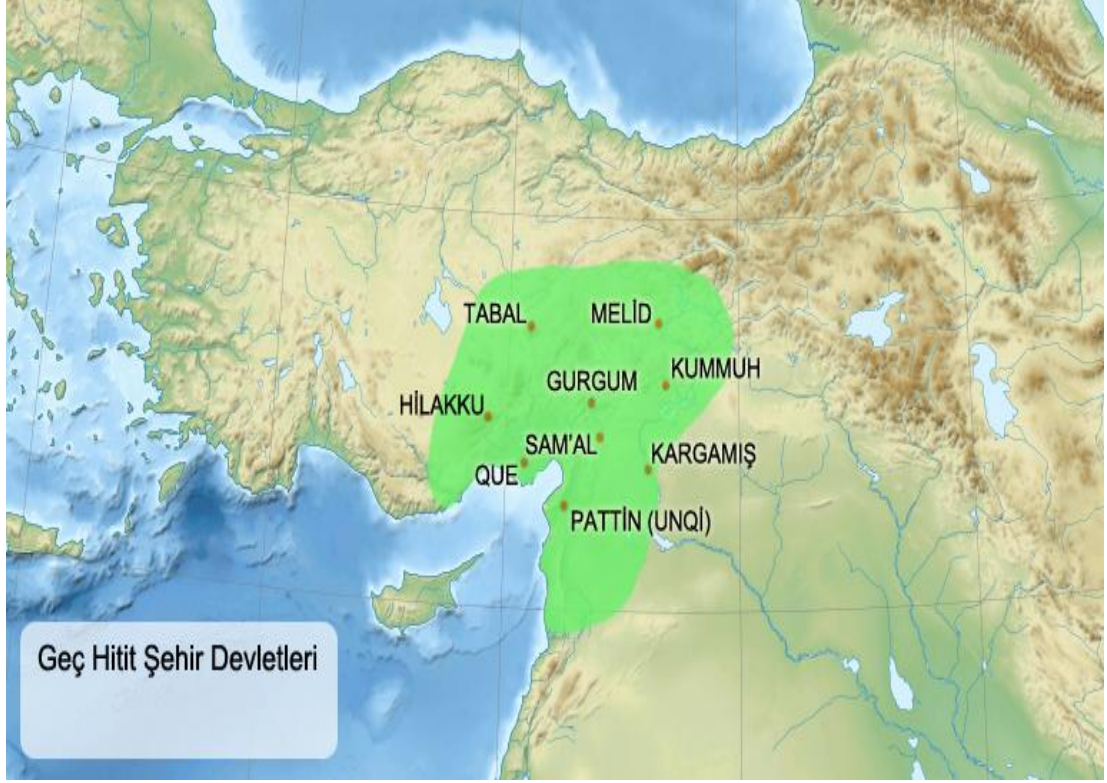 TABAL
MELİD
KUMMUH
GURGUM
HİLAKKU
SAM'AL
KARGAMIŞ
QUE
PATTİN (UNQİ)
Geç Hitit Şehir Devletleri